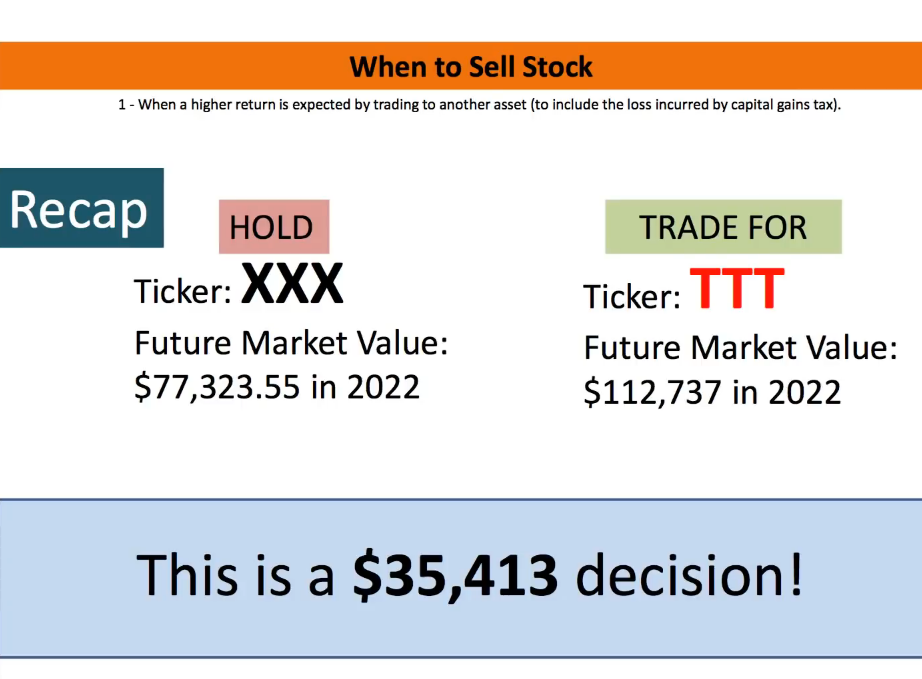 When to Sell Stock
1 - When a higher return is expected by trading to another asset (to include the loss incurred by capital gains tax).
Recap
HOLD
Ticker: XXX
Future Market Value:
$77,323.55 in 2022
TRADE FOR
Ticker: TTT
Future Market Value:
$112,737 in 2022
This is a $35,413 decision!